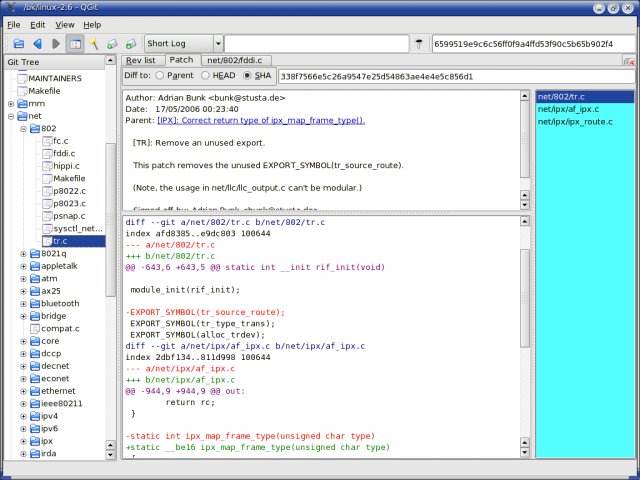 /bk/linux-2.6 - QGit
File Edit View Help
Short Log
6599519e9c6c56ff0f9a4ffd53f90c5b65b902f4
Git Tree
Rev list Patch net/802/fddi.c
Diff to: Parent HEAD SHA 338f7566e5c26a9547e25d54863ae4e4e5c856d1
MAINTAINERS
Makefile
mm
net
802
fc.c
fddi.c
hippi.c
Makefile
p8022.c
p8023.c
psnap.c
sysctl_net...
tr.c
8021q
appletalk
atm
ax25
bluetooth
bridge
compat.c
core
dccp
decnet
econet
ethernet
ieee80211
ipv4
ipv6
ipx
irda
Author: Adrian Bunk <bunk@stusta.de>
Date: 17/05/2006 00:23:40
Parent: [IPX]: Correct return type of ipx_map_frame_type().
[TR]: Remove an unused export.
This patch removes the unused EXPORT_SYMBOL(tr_source_route).
(Note, the usage in net/llc/llc_output.c can't be modular.)
Signed-off-by: Adrian Bunk <bunk@stusta.de>
diff --git a/net/802/tr.c b/net/802/tr.c
index afd8385..e9dc803 100644
--- a/net/802/tr.c
+++ b/net/802/tr.c
@@ -643,6 +643,5 @@ static int __init rif_init(void)
module_init(rif_init);
-EXPORT_SYMBOL(tr_source_route);
EXPORT_SYMBOL(tr_type_trans);
EXPORT_SYMBOL(alloc_trdev);
diff --git a/net/ipx/af_ipx.c b/net/ipx/af_ipx.c
index 2dbf134..811d998 100644
--- a/net/ipx/af_ipx.c
+++ b/net/ipx/af_ipx.c
@@ -944,9 +944,9 @@ out:
return rc;
}
-static int ipx_map_frame_type(unsigned char type)
+static __be16 ipx_map_frame_type(unsigned char type)
{
net/802/tr.c
net/ipx/af_ipx.c
net/ipx/ipx_route.c